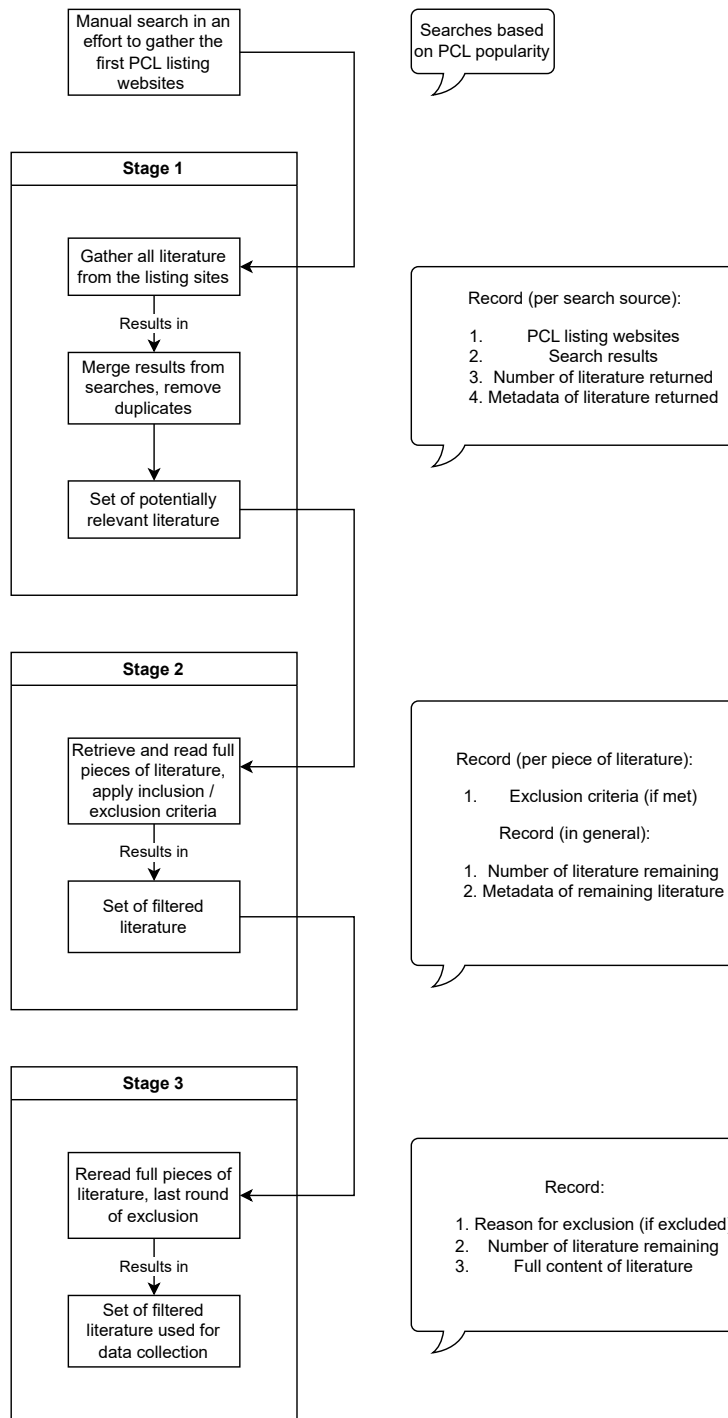 Manual search in an
effort to gather the
first PCL listing
websites
Searches based
on PCL popularity
Stage 1
Gather all literature
from the listing sites
Results in
Merge results from
searches, remove
duplicates
Set of potentially
relevant literature
Record (per search source):
1. PCL listing websites
2. Search results
3. Number of literature returned
4. Metadata of literature returned
Stage 2
Retrieve and read full
pieces of literature,
apply inclusion /
exclusion criteria
Results in
Set of filtered
literature
Record (per piece of literature):
1. Exclusion criteria (if met)
Record (in general):
1. Number of literature remaining
2. Metadata of remaining literature
Stage 3
Reread full pieces of
literature, last round
of exclusion
Results in
Set of filtered
literature used for
data collection
Record:
1. Reason for exclusion (if excluded)
2. Number of literature remaining
3. Full content of literature